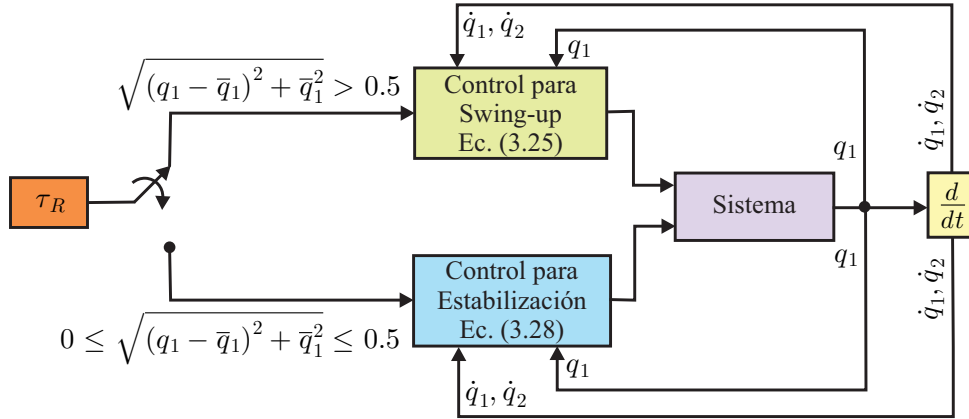 q̇₁, q̇₂
q₁
√((q₁ − q̅₁)² + q̅₁²) > 0.5
Control para
Swing-up
Ec. (3.25)
q̇₁, q̇₂
q₁
τ_R
Sistema
d/dt
q₁
q̇₁, q̇₂
Control para
Estabilización
Ec. (3.28)
0 ≤ √((q₁ − q̅₁)² + q̅₁²) ≤ 0.5
q₁
q̇₁, q̇₂